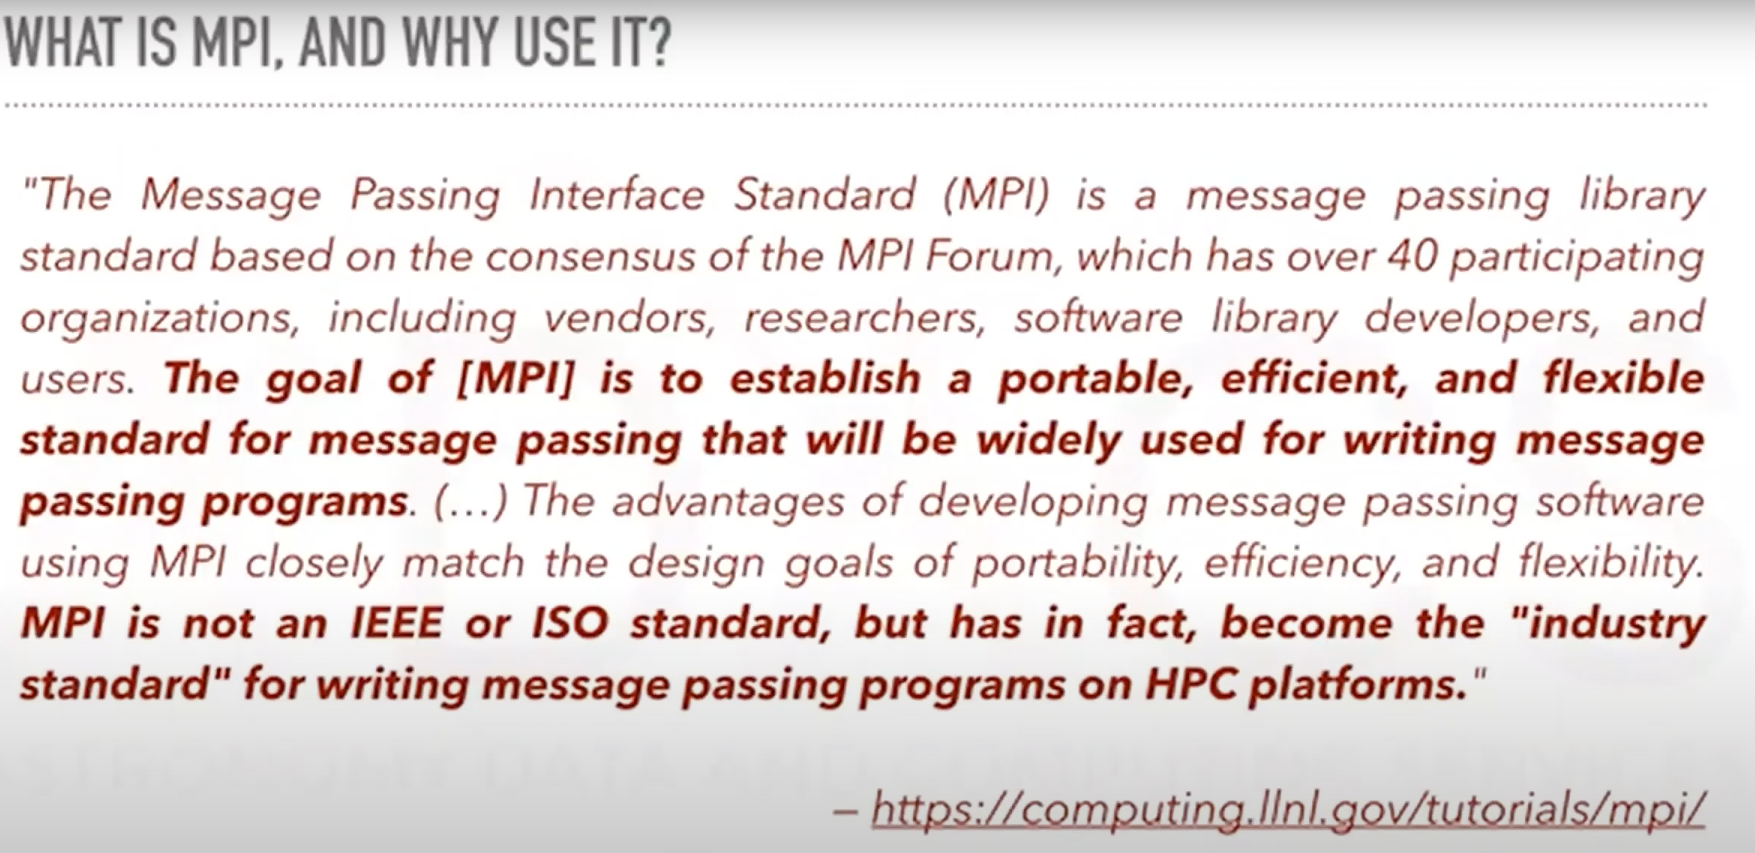 WHAT IS MPI, AND WHY USE IT?
"The Message Passing Interface Standard (MPI) is a message passing library
standard based on the consensus of the MPI Forum, which has over 40 participating
organizations, including vendors, researchers, software library developers, and
users. The goal of [MPI] is to establish a portable, efficient, and flexible
standard for message passing that will be widely used for writing message
passing programs. (...) The advantages of developing message passing software
using MPI closely match the design goals of portability, efficiency, and flexibility.
MPI is not an IEEE or ISO standard, but has in fact, become the "industry
standard" for writing message passing programs on HPC platforms."
– https://computing.llnl.gov/tutorials/mpi/